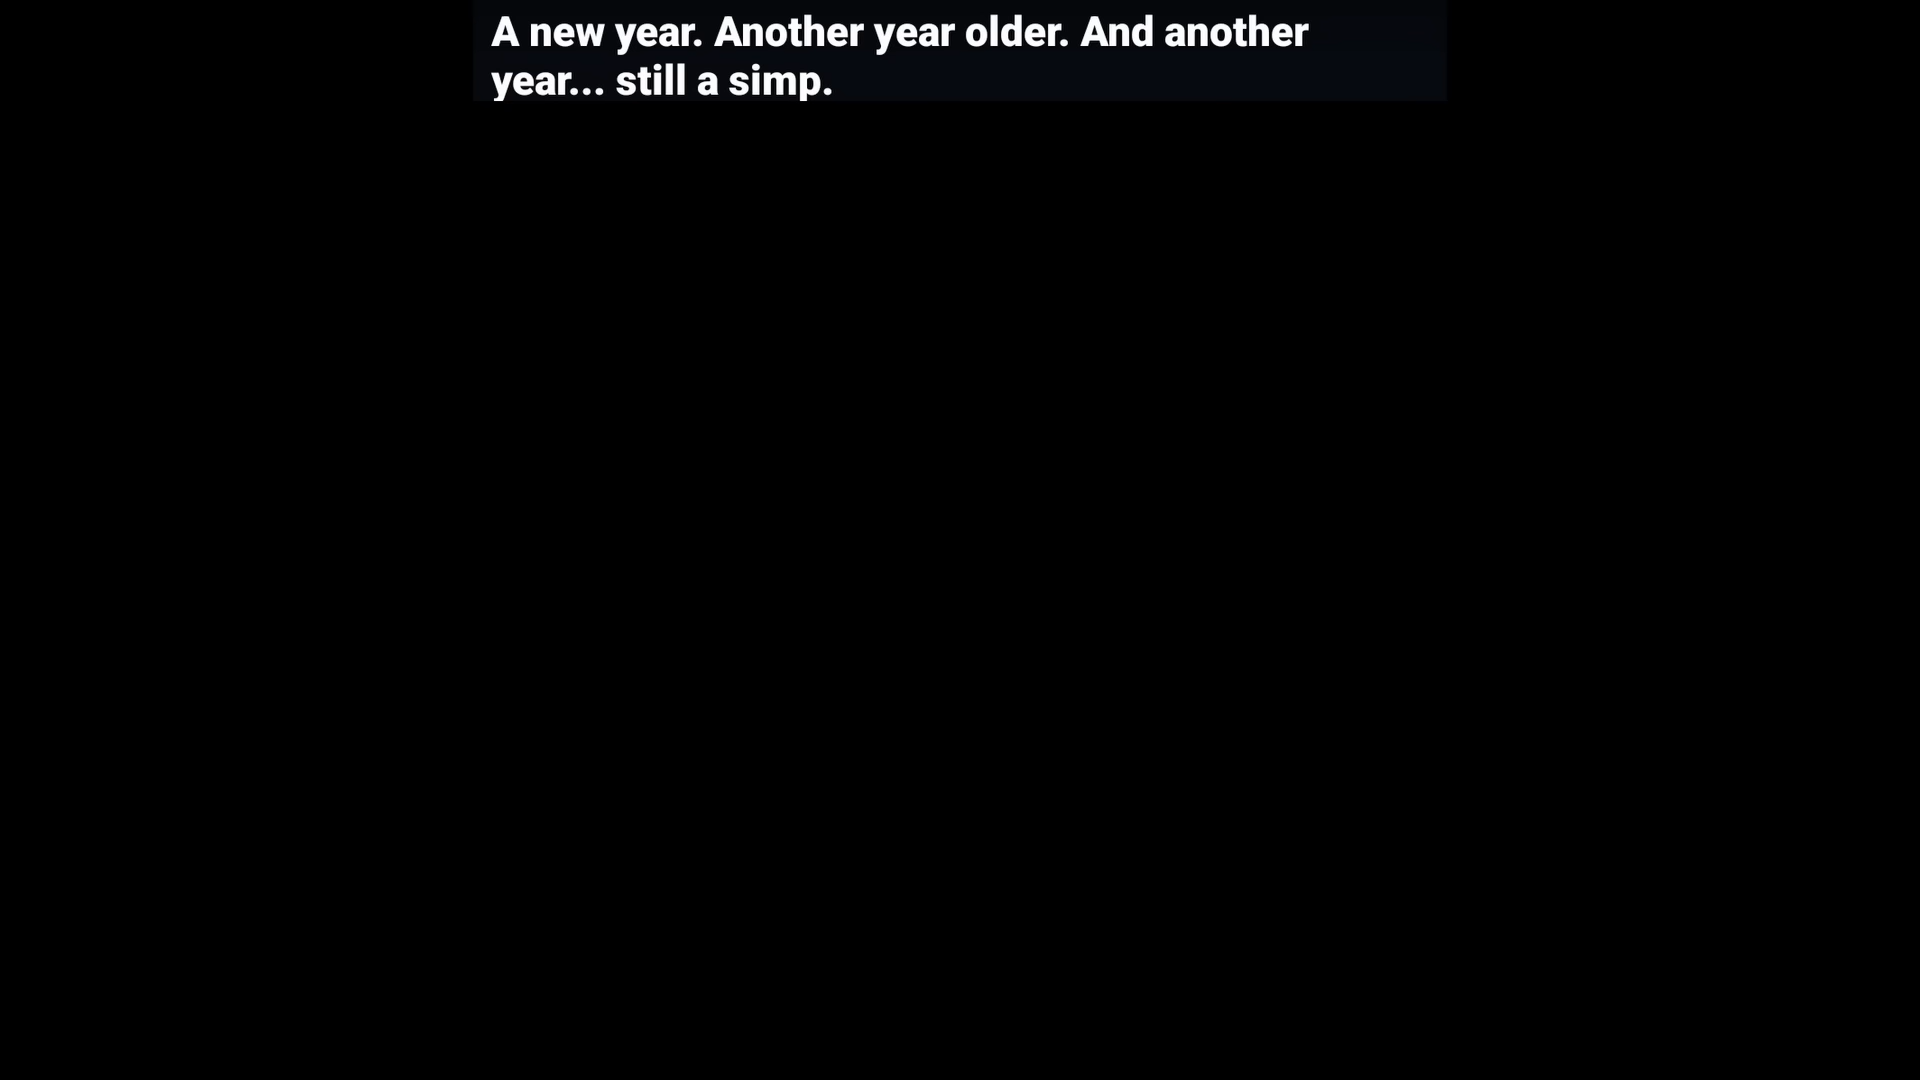 A new year. Another year older. And another
year... still a simp.